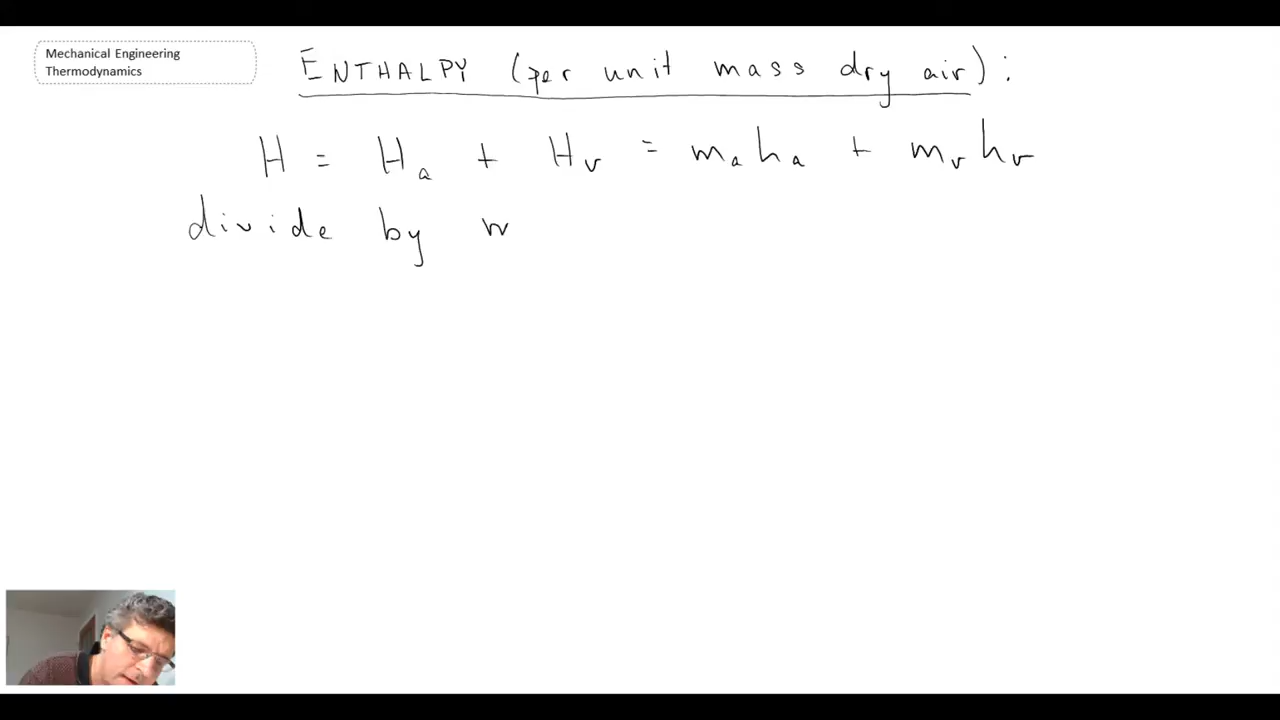 Mechanical Engineering
Thermodynamics
ENTHALPY (per unit mass dry air):
H = Hₐ + Hᵥ = mₐhₐ + mᵥhᵥ
divide by